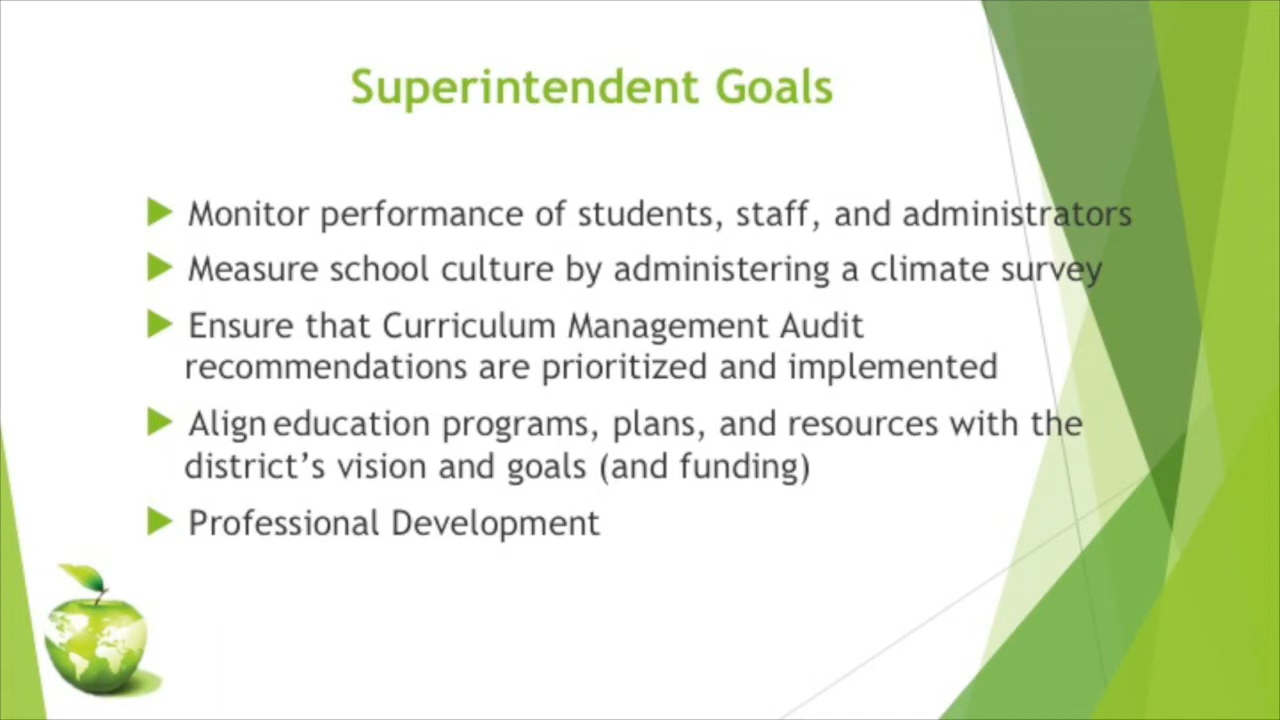 Superintendent Goals
Monitor performance of students, staff, and administrators
Measure school culture by administering a climate survey
Ensure that Curriculum Management Audit
recommendations are prioritized and implemented
Align education programs, plans, and resources with the
district's vision and goals (and funding)
Professional Development